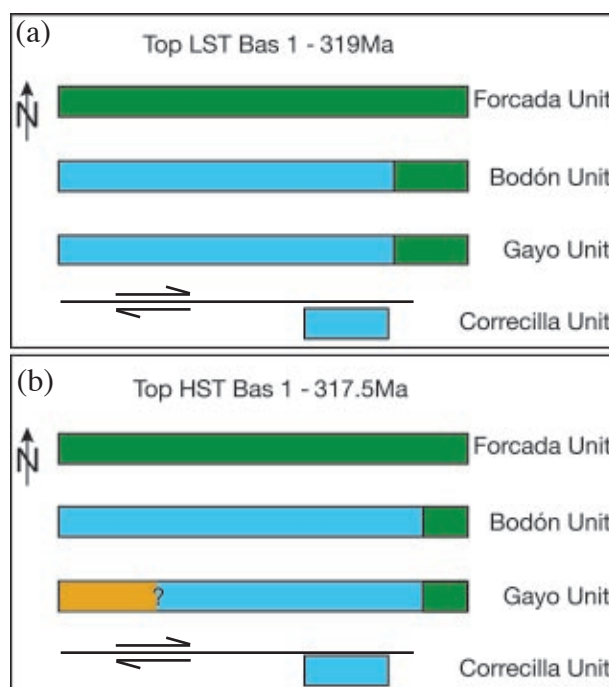 (a)
Top LST Bas 1 - 319Ma
N
Forcada Unit
Bodón Unit
Gayo Unit
Correcilla Unit
(b)
Top HST Bas 1 - 317.5Ma
N
Forcada Unit
Bodón Unit
?
Gayo Unit
Correcilla Unit